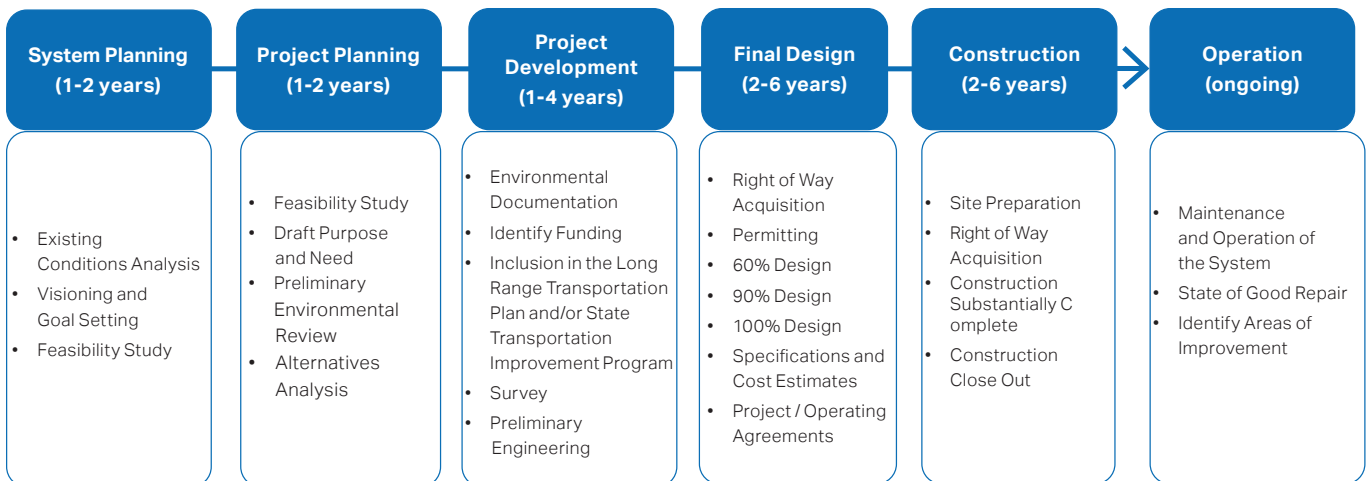 System Planning
(1-2 years)
• Existing
Conditions Analysis
• Visioning and
Goal Setting
• Feasibility Study
Project Planning
(1-2 years)
• Feasibility Study
• Draft Purpose
and Need
• Preliminary
Environmental
Review
• Alternatives
Analysis
Project
Development
(1-4 years)
• Environmental
Documentation
• Identify Funding
• Inclusion in the Long
Range Transportation
Plan and/or State
Transportation
Improvement Program
• Survey
• Preliminary
Engineering
Final Design
(2-6 years)
• Right of Way
Acquisition
• Permitting
• 60% Design
• 90% Design
• 100% Design
• Specifications and
Cost Estimates
• Project / Operating
Agreements
Construction
(2-6 years)
• Site Preparation
• Right of Way
Acquisition
• Construction
Substantially C
omplete
• Construction
Close Out
Operation
(ongoing)
• Maintenance
and Operation of
the System
• State of Good Repair
• Identify Areas of
Improvement